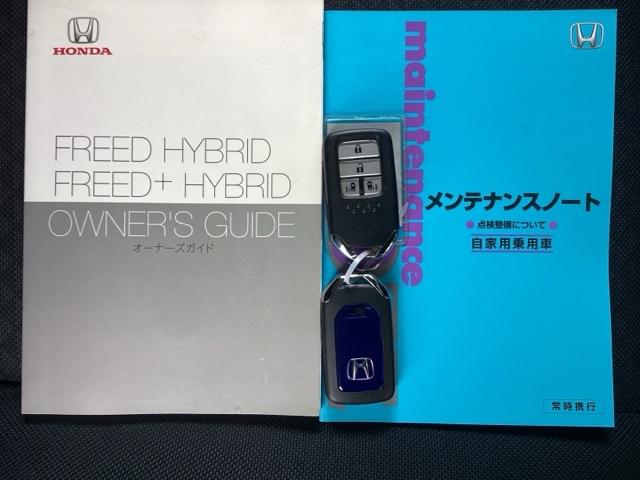 HONDA
FREED HYBRID
FREED+ HYBRID
OWNER'S GUIDE
オーナーズガイド
maintenance
メンテナンスノート
点検整備について
自家用乗用車
常時携行